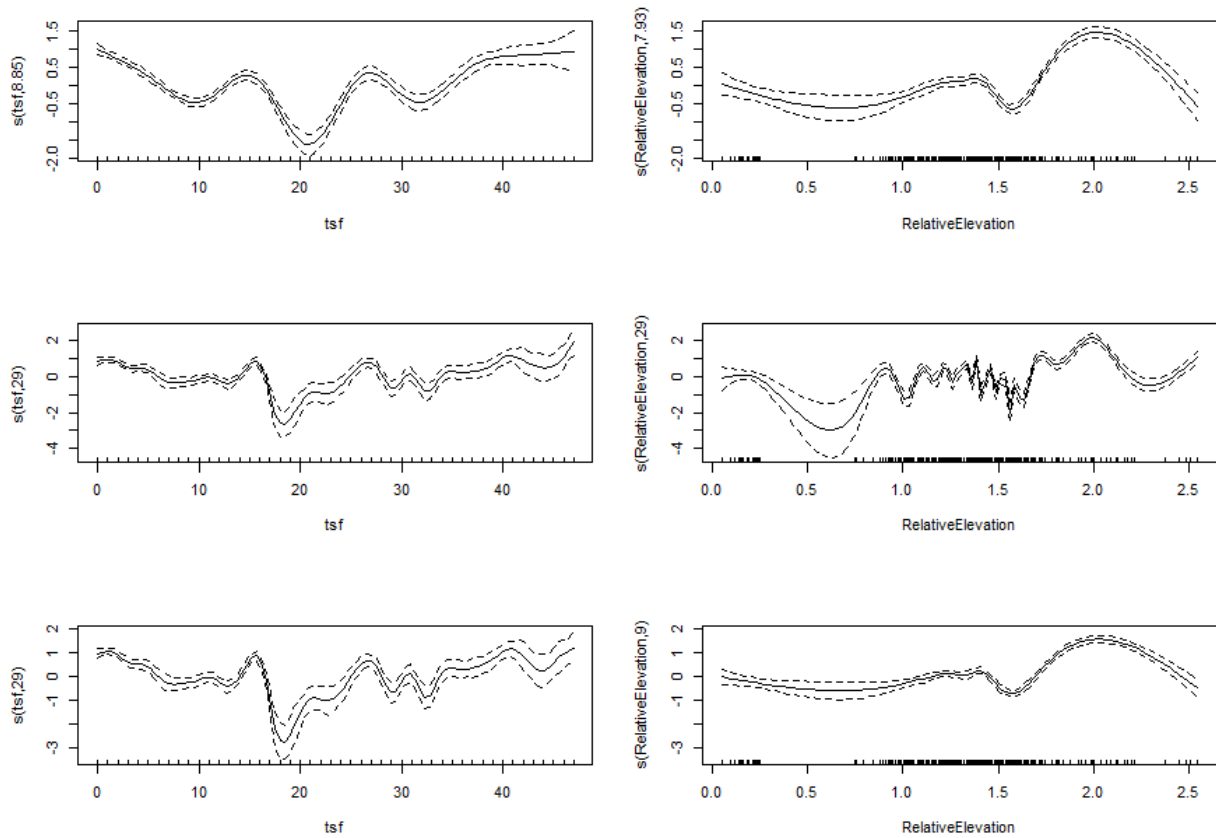 s(tsf,8.85)
1.5
0.5
-0.5
-2.0
0 10 20 30 40
tsf
s(RelativeElevation,7.93)
1.5
0.5
-0.5
-2.0
0.0 0.5 1.0 1.5 2.0 2.5
RelativeElevation
s(tsf,29)
2
0
-2
-4
0 10 20 30 40
tsf
s(RelativeElevation,29)
2
0
-2
-4
0.0 0.5 1.0 1.5 2.0 2.5
RelativeElevation
s(tsf,29)
2
1
0
-1
-3
0 10 20 30 40
tsf
s(RelativeElevation,9)
2
1
0
-1
-3
0.0 0.5 1.0 1.5 2.0 2.5
RelativeElevation